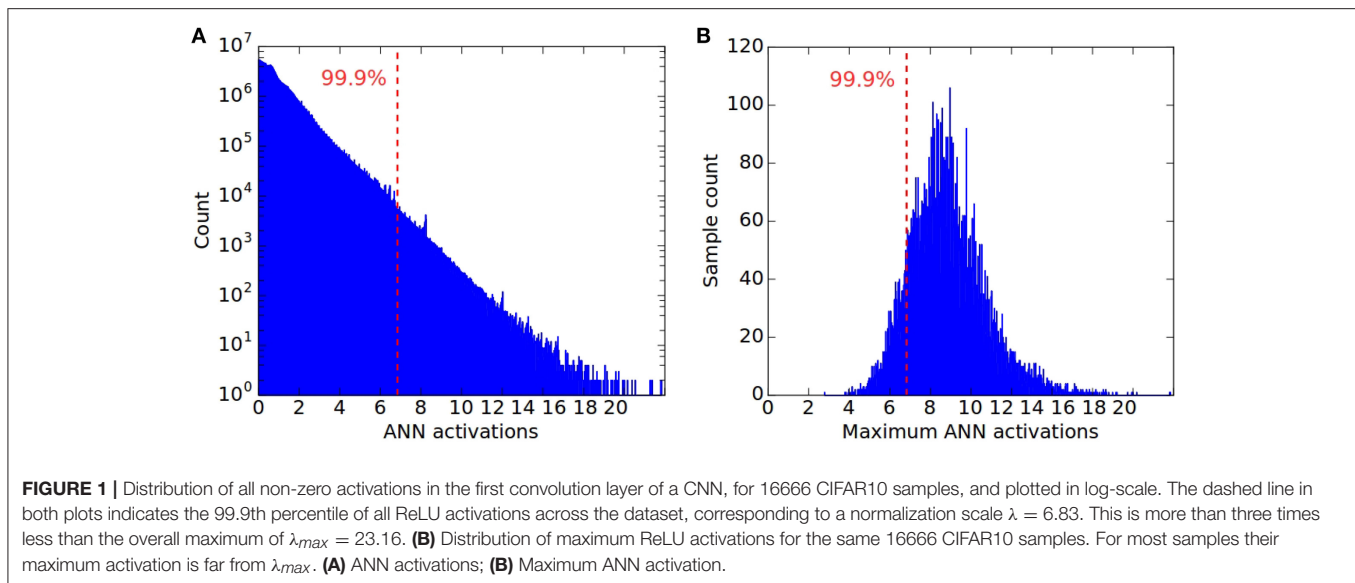 A
10^7
10^6
10^5
10^4
10^3
10^2
10^1
10^0
Count
99.9%
0 2 4 6 8 10 12 14 16 18 20
ANN activations
B
120
100
80
60
40
20
0
Sample count
99.9%
0 2 4 6 8 10 12 14 16 18 20
Maximum ANN activations
FIGURE 1 | Distribution of all non-zero activations in the first convolution layer of a CNN, for 16666 CIFAR10 samples, and plotted in log-scale. The dashed line in
both plots indicates the 99.9th percentile of all ReLU activations across the dataset, corresponding to a normalization scale λ = 6.83. This is more than three times
less than the overall maximum of λmax = 23.16. (B) Distribution of maximum ReLU activations for the same 16666 CIFAR10 samples. For most samples their
maximum activation is far from λmax. (A) ANN activations; (B) Maximum ANN activation.